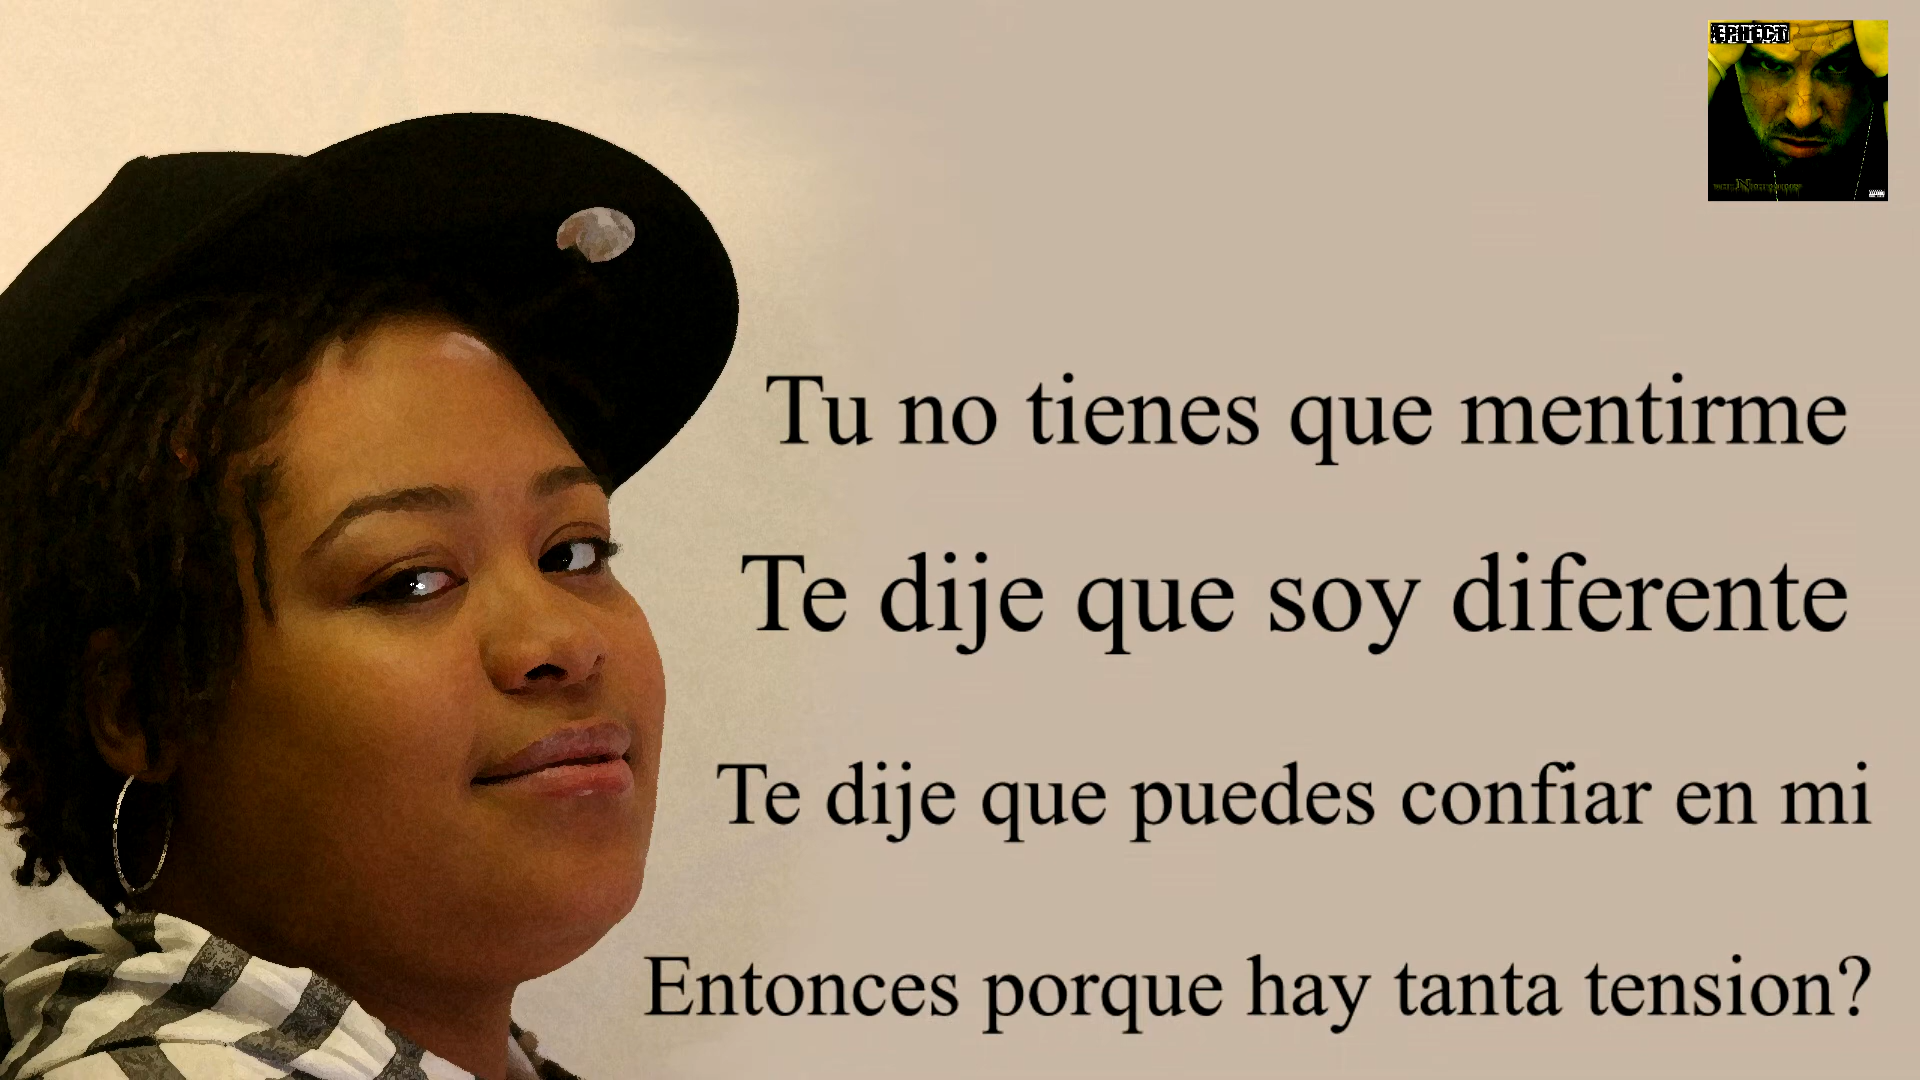 EPHECT
Tu no tienes que mentirme
Te dije que soy diferente
Te dije que puedes confiar en mi
Entonces porque hay tanta tension?